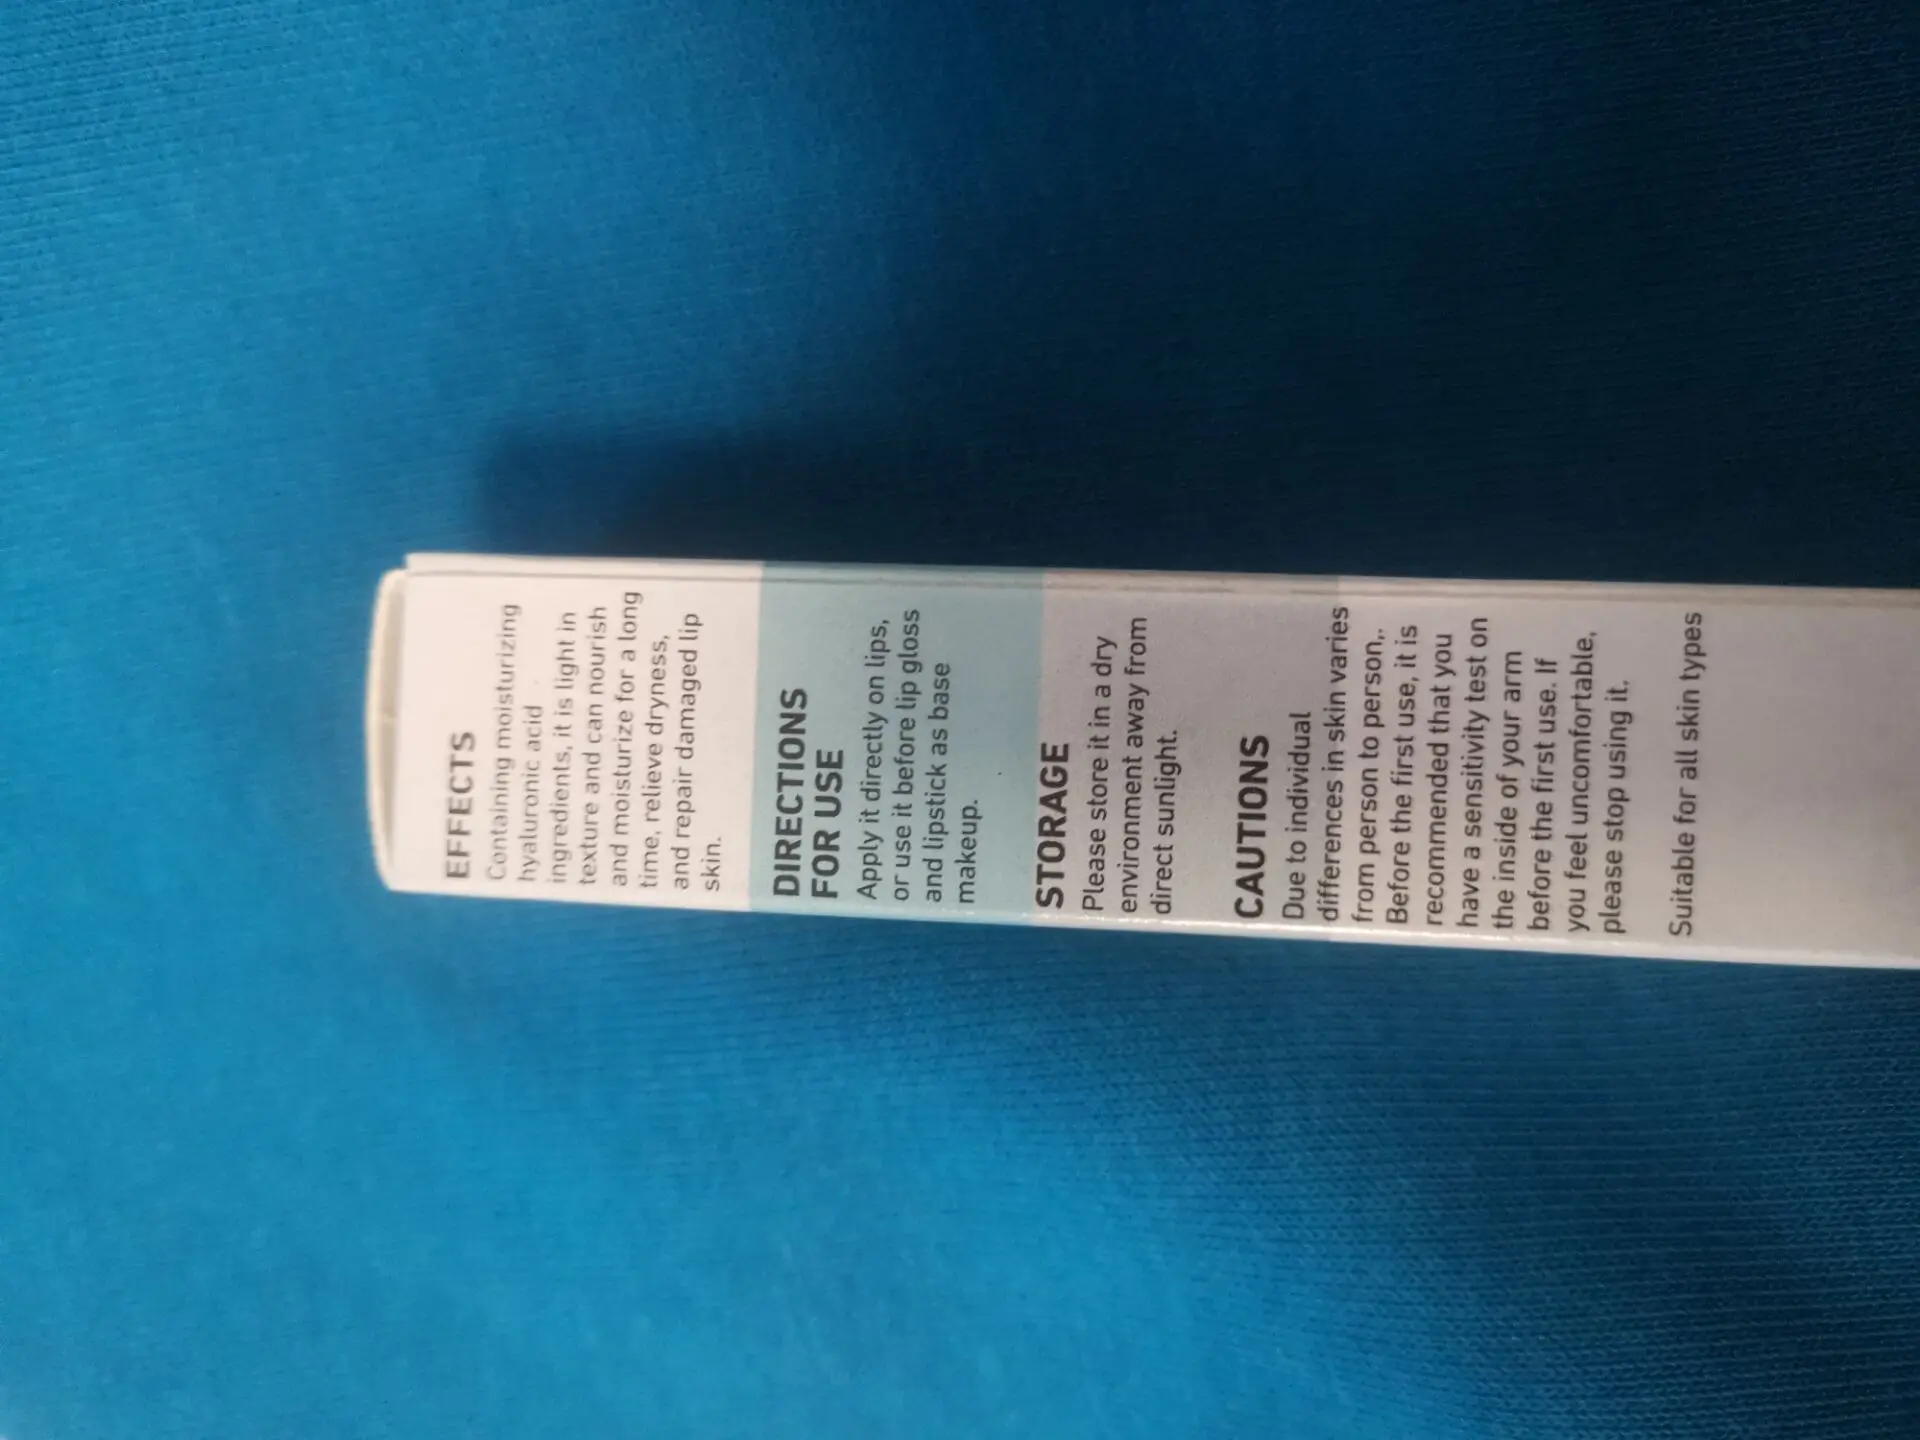 EFFECTS
Containing moisturizing
hyaluronic acid
ingredients, it is light in
texture and can nourish
and moisturize for a long
time, relieve dryness,
and repair damaged lip
skin.
DIRECTIONS
FOR USE
Apply it directly on lips,
or use it before lip gloss
and lipstick as base
makeup.
STORAGE
Please store it in a dry
environment away from
direct sunlight.
CAUTIONS
Due to individual
differences in skin varies
from person to person,.
Before the first use, it is
recommended that you
have a sensitivity test on
the inside of your arm
before the first use. If
you feel uncomfortable,
please stop using it.
Suitable for all skin types